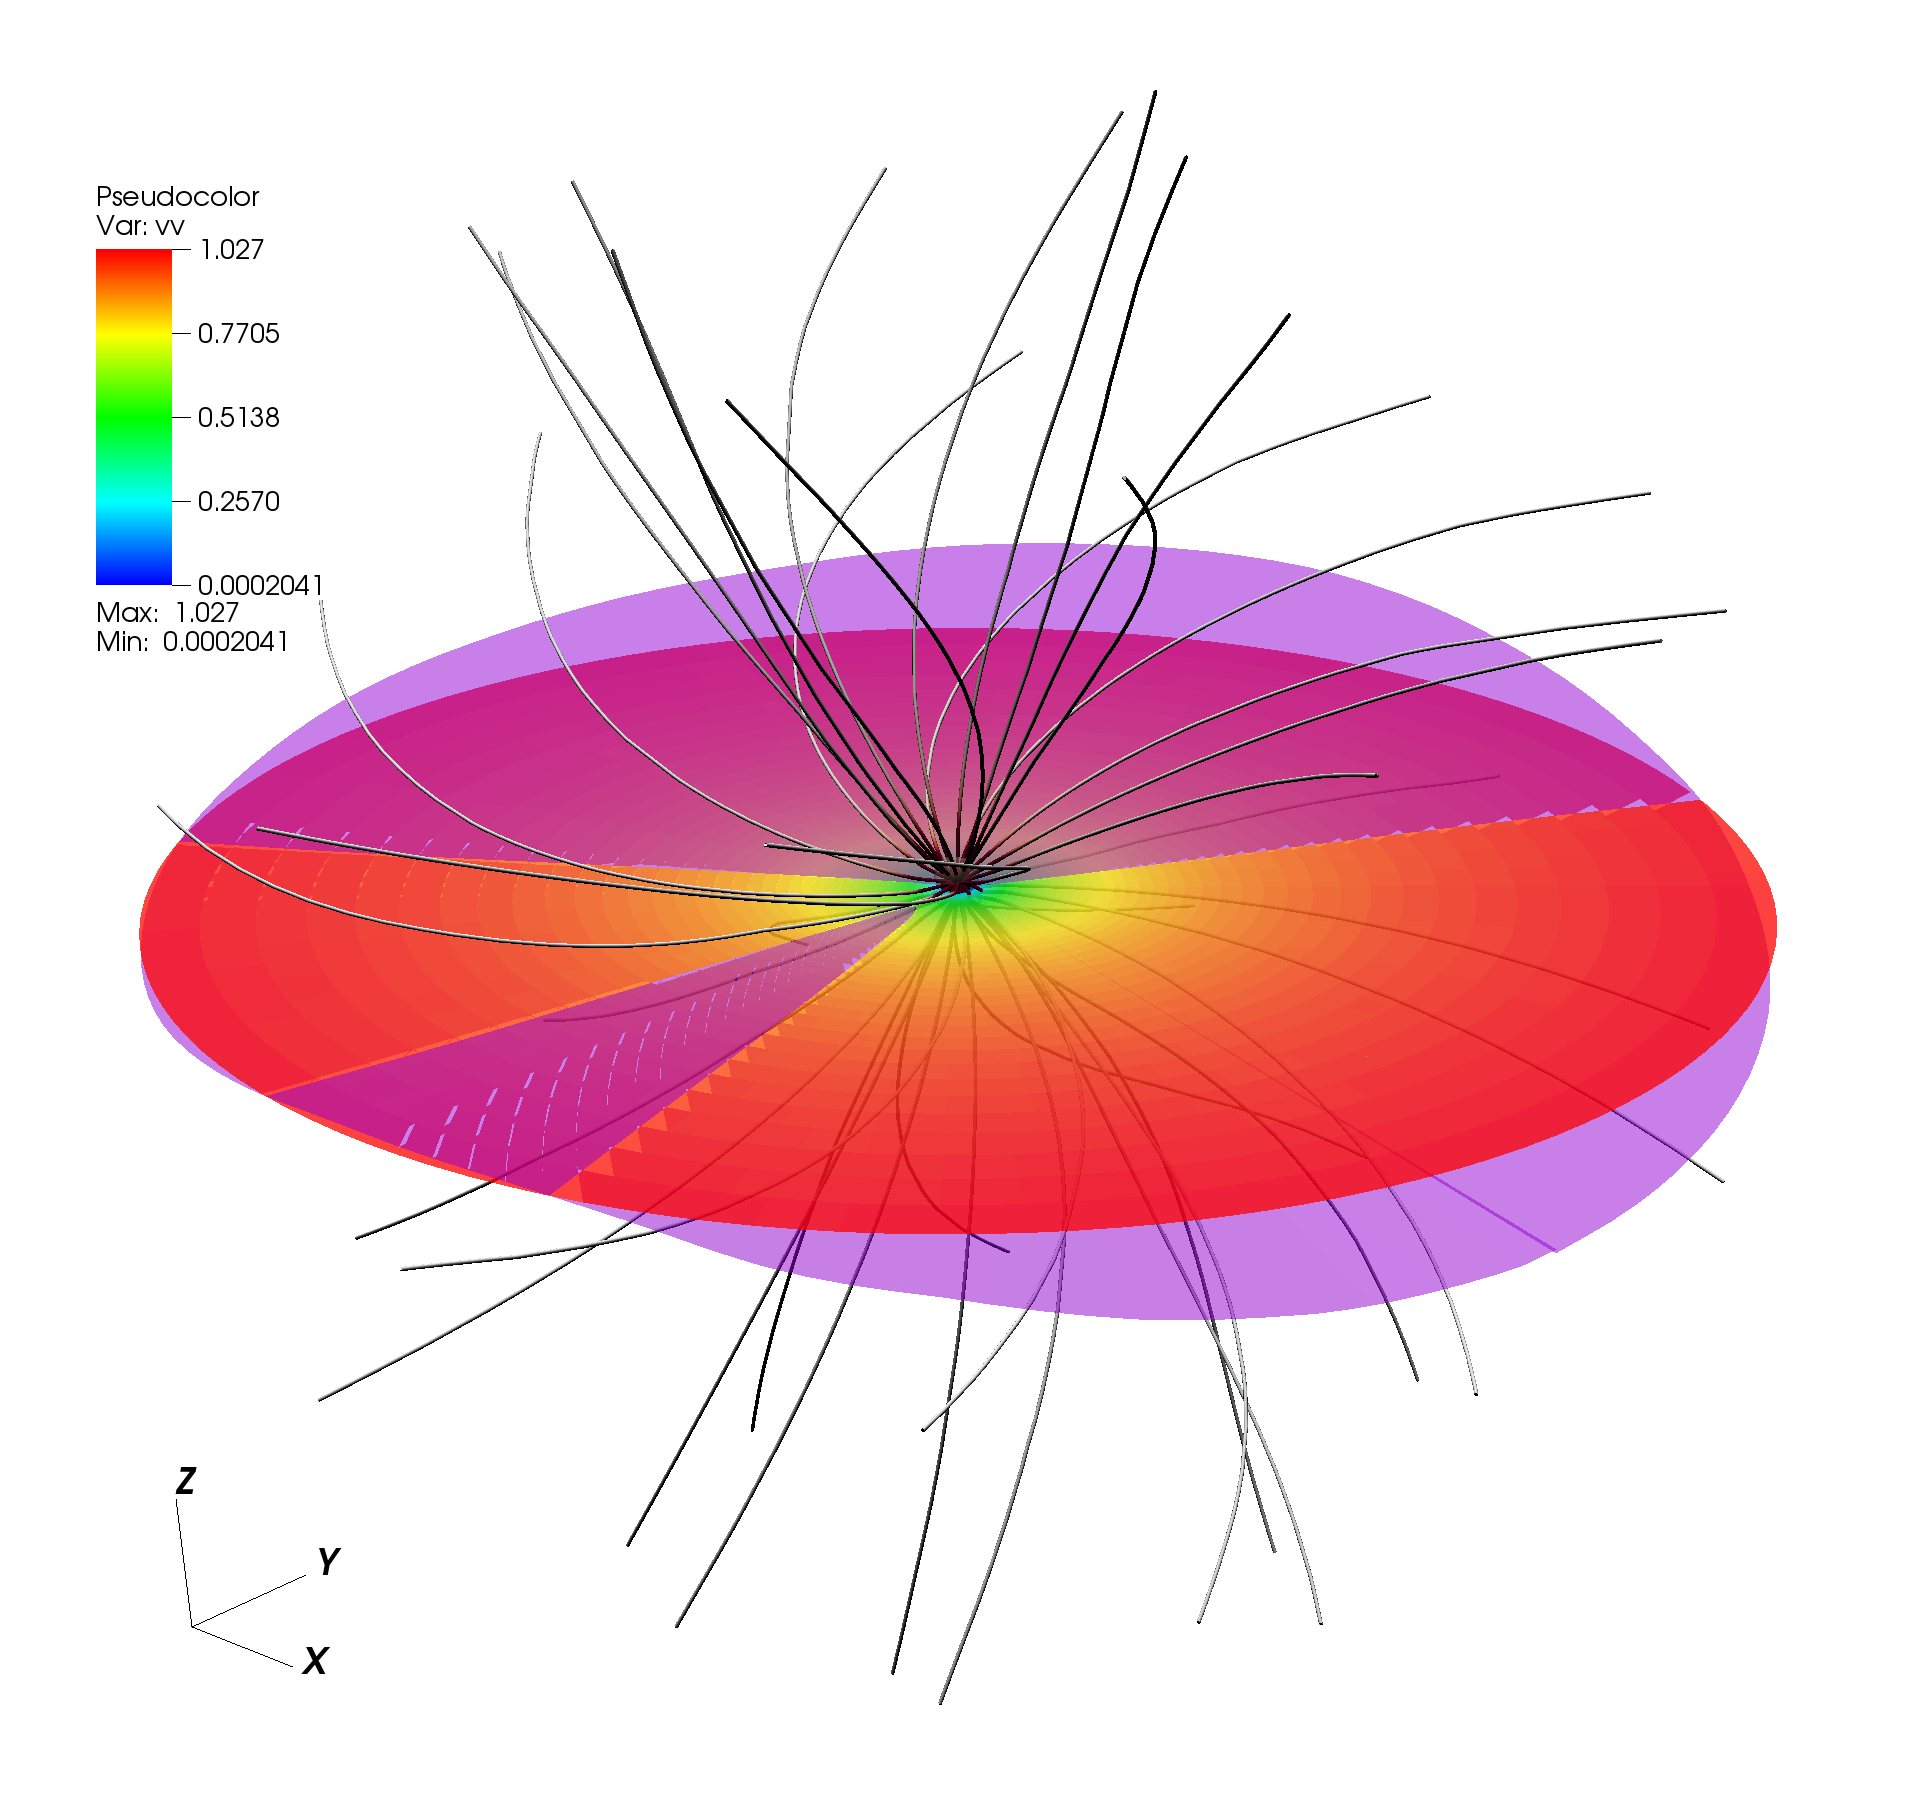 Pseudocolor
Var: vv
1.027
0.7705
0.5138
0.2570
0.0002041
Max: 1.027
Min: 0.0002041
Z
Y
X